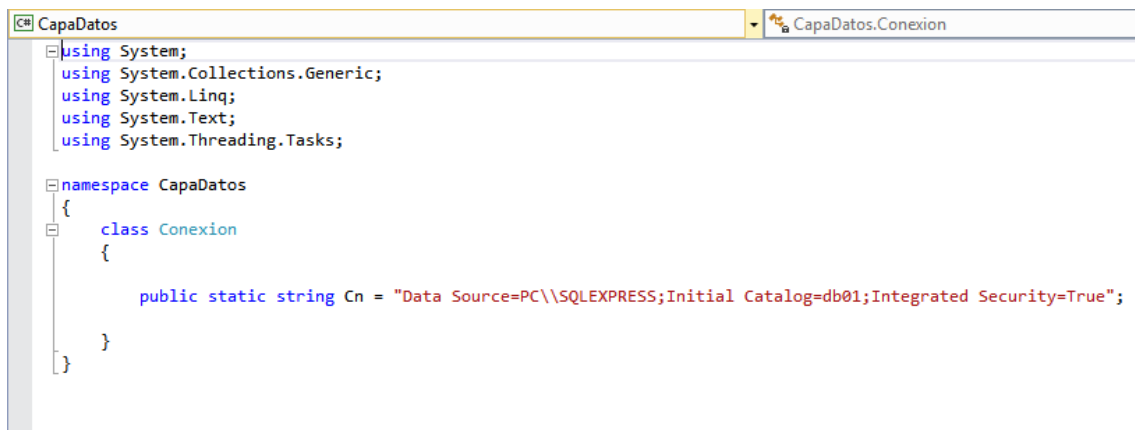 C# CapaDatos
CapaDatos.Conexion
using System;
using System.Collections.Generic;
using System.Linq;
using System.Text;
using System.Threading.Tasks;
namespace CapaDatos
{
class Conexion
{
public static string Cn = "Data Source=PC\\SQLEXPRESS;Initial Catalog=db01;Integrated Security=True";
}
}